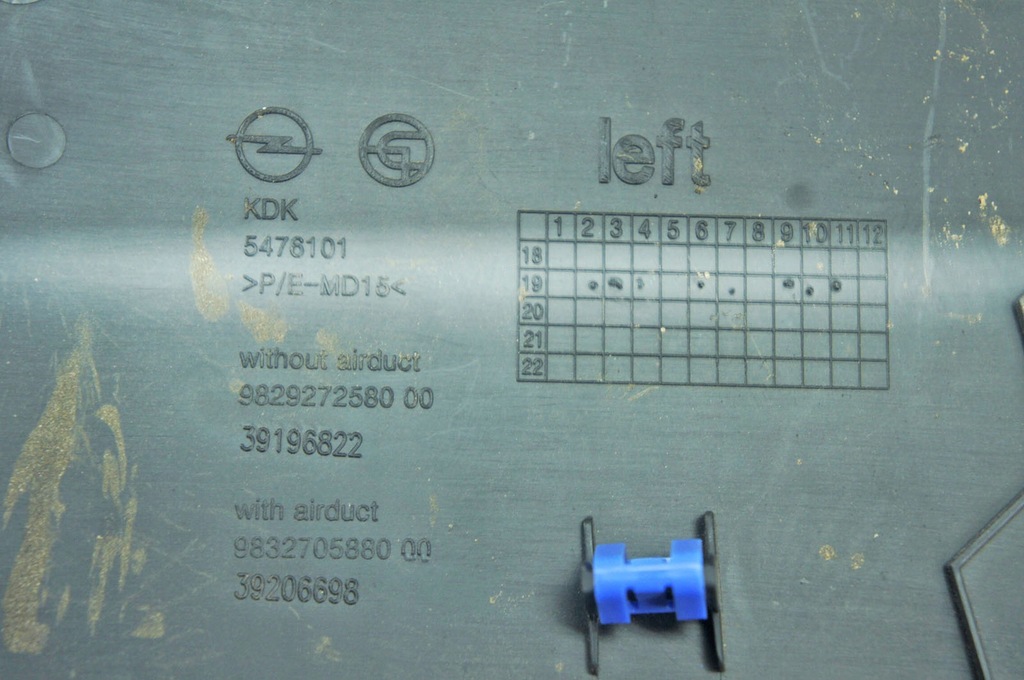 left
KDK
5476101
>P/E-MD15<
without airduct
9829272580 00
39196822
with airduct
9832705880 00
39206698
1 2 3 4 5 6 7 8 9 10 11 12
18
19
20
21
22